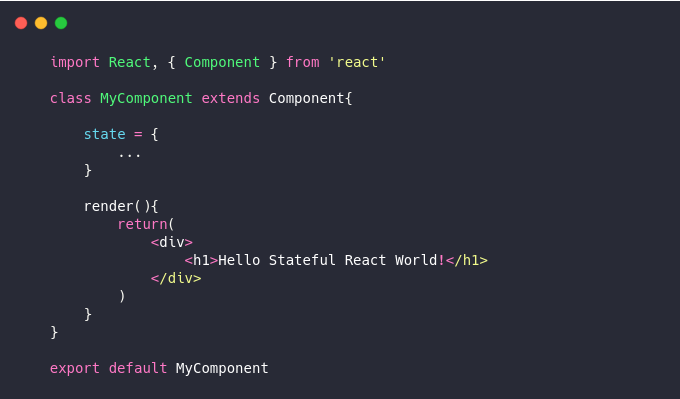 import React, { Component } from 'react'
class MyComponent extends Component{
state = {
...
}
render(){
return(
<div>
<h1>Hello Stateful React World!</h1>
</div>
)
}
}
export default MyComponent